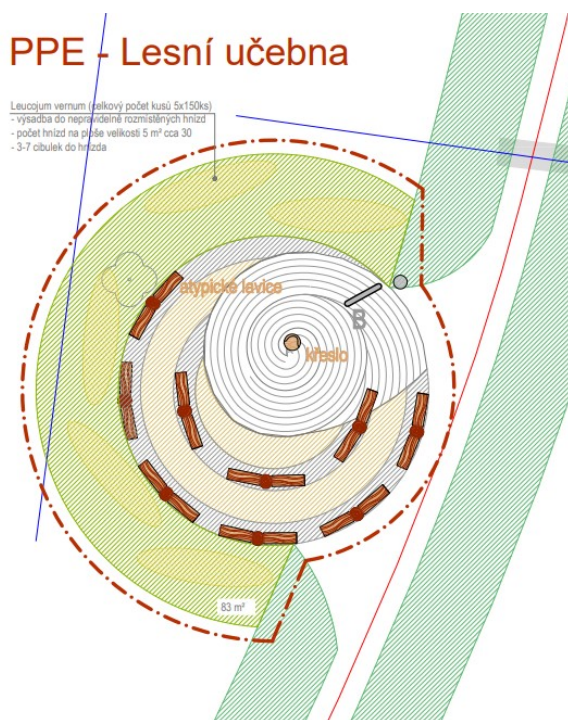 PPE - Lesní učebna
Leucojum vernum (celkový počet kusů 5x150ks)
- výsadba do nepravidelně rozmístěných hnízd
- počet hnízd na ploše velikosti 5 m² cca 30
- 3-7 cibulek do hnízda
atypické lavice
B
křeslo
83 m²